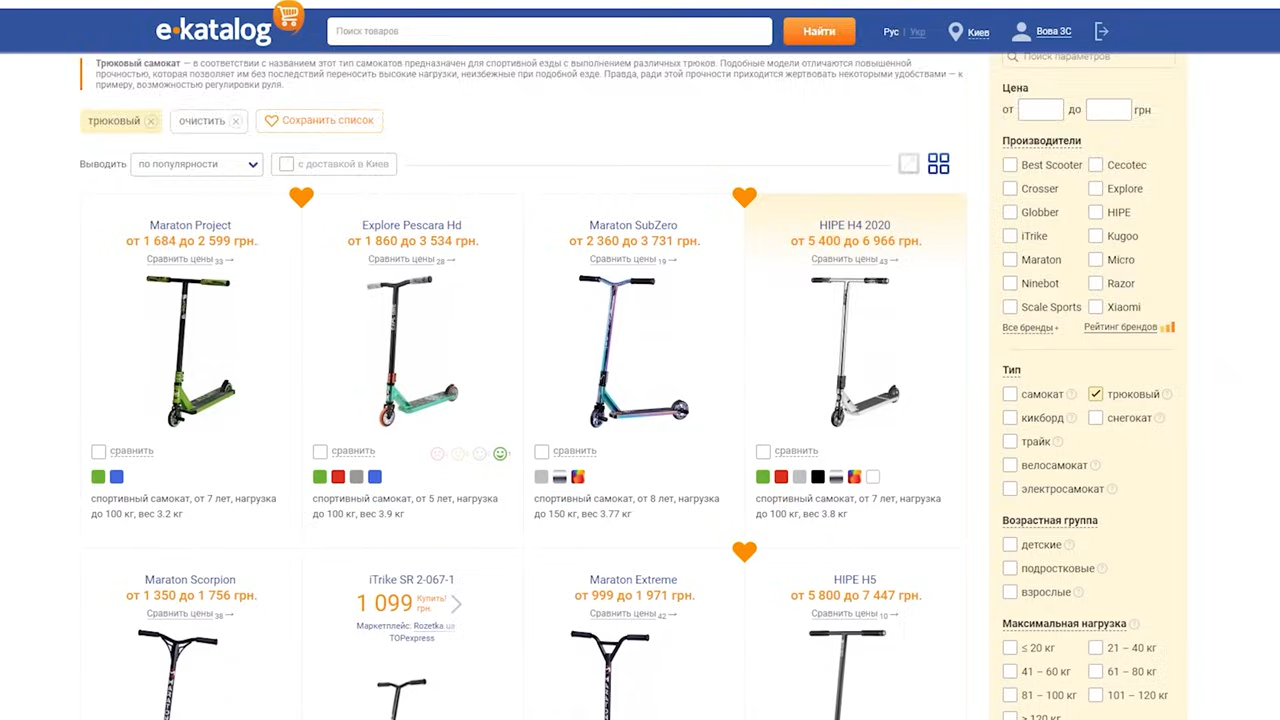 e·katalog
Поиск товаров
Найти
Рус | Укр
Киев
Вова ЗС
Трюковый самокат — в соответствии с названием этот тип самокатов предназначен для спортивной езды с выполнением различных трюков. Подобные модели отличаются повышенной
прочностью, которая позволяет им без последствий переносить высокие нагрузки, неизбежные при подобной езде. Правда, ради этой прочности приходится жертвовать некоторыми удобствами — к
примеру, возможностью регулировки руля.
трюковый
очистить
Сохранить список
Выводить
по популярности
с доставкой в Киев
Maraton Project
от 1 684 до 2 599 грн.
Сравнить цены 33 →
сравнить
спортивный самокат, от 7 лет, нагрузка
до 100 кг, вес 3.2 кг
Explore Pescara Hd
от 1 860 до 3 534 грн.
Сравнить цены 28 →
сравнить
спортивный самокат, от 5 лет, нагрузка
до 100 кг, вес 3.9 кг
Maraton SubZero
от 2 360 до 3 731 грн.
Сравнить цены 19 →
сравнить
спортивный самокат, от 8 лет, нагрузка
до 150 кг, вес 3.77 кг
HIPE H4 2020
от 5 400 до 6 966 грн.
Сравнить цены 43 →
сравнить
спортивный самокат, от 7 лет, нагрузка
до 100 кг, вес 3.8 кг
Maraton Scorpion
от 1 350 до 1 756 грн.
Сравнить цены 38 →
iTrike SR 2-067-1
1 099 Купить!
грн.
Маркетплейс: Rozetka.ua
TOPexpress
Maraton Extreme
от 999 до 1 971 грн.
Сравнить цены 42 →
HIPE H5
от 5 800 до 7 447 грн.
Сравнить цены 10 →
Поиск параметров
Цена
от до грн
Производители
Best Scooter Cecotec
Crosser Explore
Globber HIPE
iTrike Kugoo
Maraton Micro
Ninebot Razor
Scale Sports Xiaomi
Все бренды
Рейтинг брендов
Тип
самокат трюковый
кикборд снегокат
трайк
велосамокат
электросамокат
Возрастная группа
детские
подростковые
взрослые
Максимальная нагрузка
≤ 20 кг 21 – 40 кг
41 – 60 кг 61 – 80 кг
81 – 100 кг 101 – 120 кг
> 120 кг